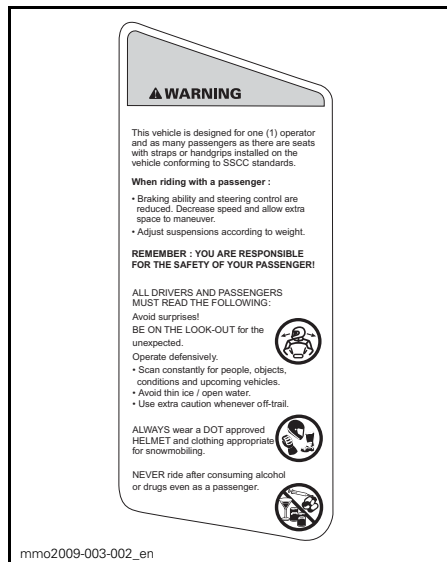 WARNING
This vehicle is designed for one (1) operator
and as many passengers as there are seats
with straps or handgrips installed on the
vehicle conforming to SSCC standards.
When riding with a passenger :
• Braking ability and steering control are
reduced. Decrease speed and allow extra
space to maneuver.
• Adjust suspensions according to weight.
REMEMBER : YOU ARE RESPONSIBLE
FOR THE SAFETY OF YOUR PASSENGER!
ALL DRIVERS AND PASSENGERS
MUST READ THE FOLLOWING:
Avoid surprises!
BE ON THE LOOK-OUT for the
unexpected.
Operate defensively.
• Scan constantly for people, objects,
conditions and upcoming vehicles.
• Avoid thin ice / open water.
• Use extra caution whenever off-trail.
ALWAYS wear a DOT approved
HELMET and clothing appropriate
for snowmobiling.
NEVER ride after consuming alcohol
or drugs even as a passenger.
mmo2009-003-002_en